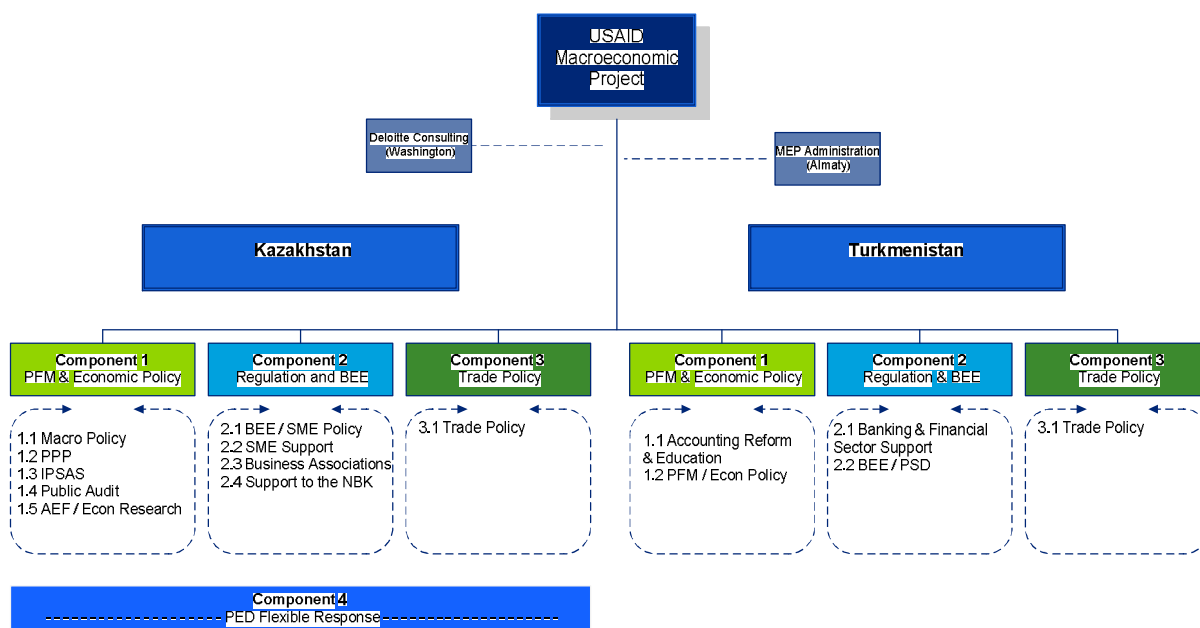 USAID
Macroeconomic
Project
Deloitte Consulting
(Washington)
MEP Administration
(Almaty)
Kazakhstan
Turkmenistan
Component 1
PFM & Economic Policy
Component 2
Regulation and BEE
Component 3
Trade Policy
Component 1
PFM & Economic Policy
Component 2
Regulation & BEE
Component 3
Trade Policy
1.1 Macro Policy
1.2 PPP
1.3 IPSAS
1.4 Public Audit
1.5 AEF / Econ Research
2.1 BEE / SME Policy
2.2 SME Support
2.3 Business Associations
2.4 Support to the NBK
3.1 Trade Policy
1.1 Accounting Reform
& Education
1.2 PFM / Econ Policy
2.1 Banking & Financial
Sector Support
2.2 BEE / PSD
3.1 Trade Policy
Component 4
PED Flexible Response